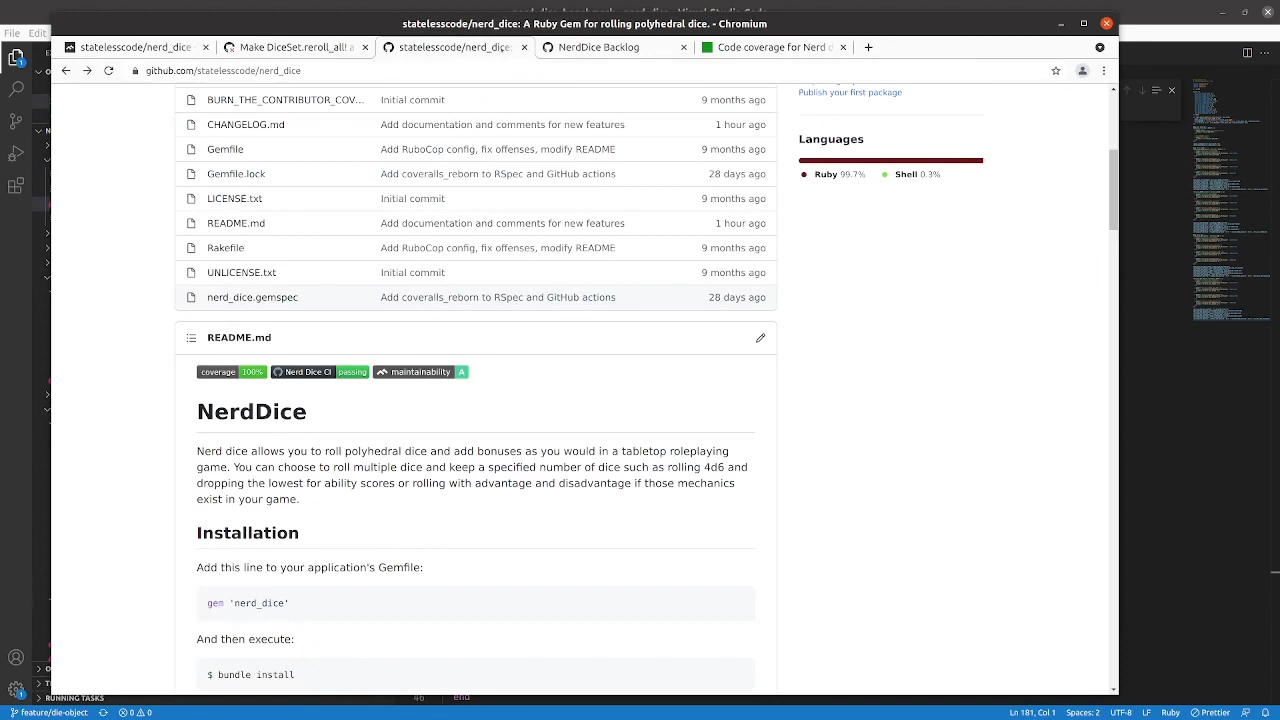 statelesscode/nerd_dice: A Ruby Gem for rolling polyhedral dice. - Chromium
File Edit
statelesscode/nerd_dice
Make DiceSet.reroll_all! a
statelesscode/nerd_dice:
NerdDice Backlog
Code coverage for Nerd d
github.com/statelesscode/nerd_dice
Publish your first package
BURN_THE_CONTRIBUTOR_COV... Initial commit 9 months ago
CHANGELOG.md Add documentation and comments for new features 1 hour ago
Languages
Gemfile Add RuboCop config, fix offenses, modify README 9 months ago
Gemfile.lock Add coveralls_reborn to support GitHub actions 2 days ago
Ruby 99.7% Shell 0.3%
LICENSE.txt Initial commit 9 months ago
README.md Add documentation and comments for new features 1 hour ago
Rakefile Add RuboCop config, fix offenses, modify README 9 months ago
UNLICENSE.txt Initial commit 9 months ago
nerd_dice.gemspec Add coveralls_reborn to support GitHub actions 2 days ago
README.md
coverage 100% Nerd Dice CI passing maintainability A
NerdDice
Nerd dice allows you to roll polyhedral dice and add bonuses as you would in a tabletop roleplaying
game. You can choose to roll multiple dice and keep a specified number of dice such as rolling 4d6 and
dropping the lowest for ability scores or rolling with advantage and disadvantage if those mechanics
exist in your game.
Installation
Add this line to your application's Gemfile:
gem 'nerd_dice'
And then execute:
$ bundle install
RUNNING TASKS
46 end
feature/die-object 0 0 Ln 181, Col 1 Spaces: 2 UTF-8 LF Ruby Prettier